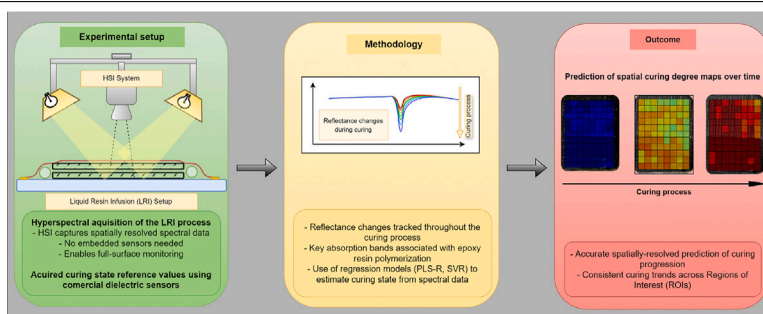 Experimental setup
HSI System
Liquid Resin Infusion (LRI) Setup
Hyperspectral aquisition of the LRI process
- HSI captures spatially resolved spectral data
- No embedded sensors needed
- Enables full-surface monitoring
Acuired curing state reference values using
comercial dielectric sensors
Methodology
Reflectance changes
during curing
Curing process
- Reflectance changes tracked throughout the
curing process
- Key absorption bands associated with epoxy
resin polymerization
- Use of regression models (PLS-R, SVR) to
estimate curing state from spectral data
Outcome
Prediction of spatial curing degree maps over time
Curing process
- Accurate spatially-resolved prediction of curing
progression
- Consistent curing trends across Regions of
Interest (ROIs)